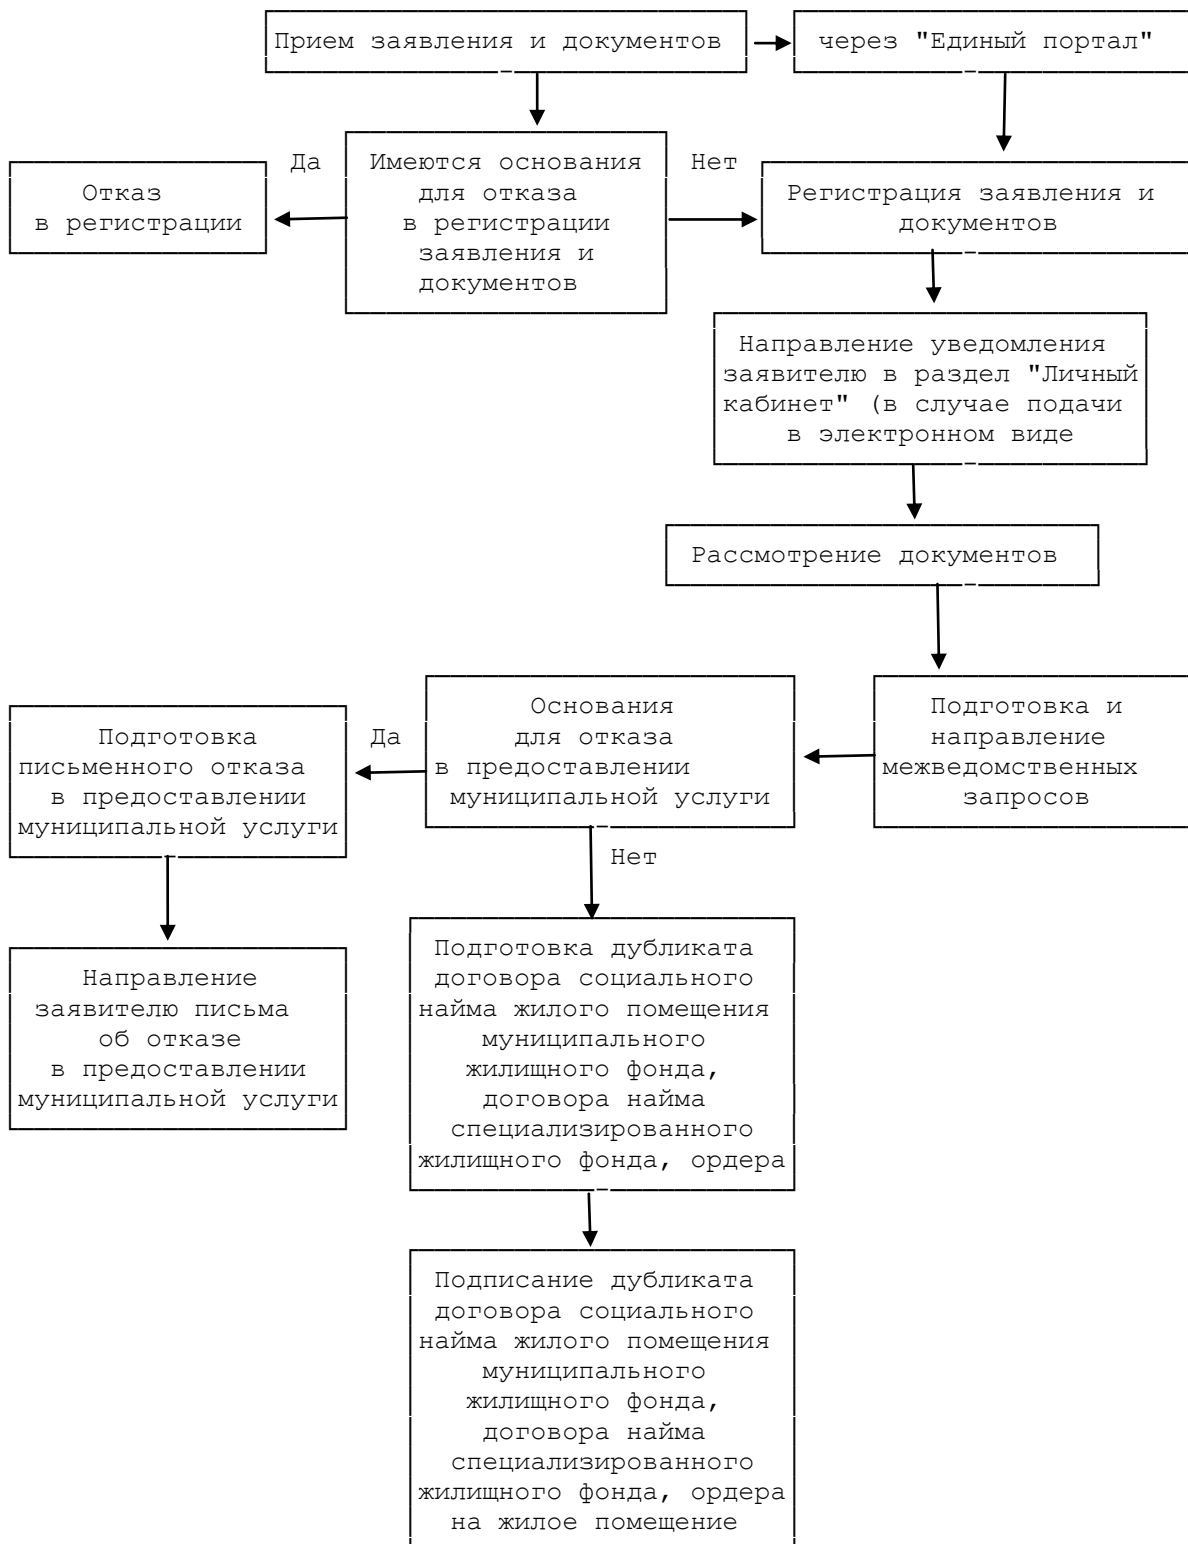 Прием заявления и документов
через "Единый портал"
Да
Имеются основания
для отказа
в регистрации
заявления и
документов
Нет
Отказ
в регистрации
Регистрация заявления и
документов
Направление уведомления
заявителю в раздел "Личный
кабинет" (в случае подачи
в электронном виде
Рассмотрение документов
Подготовка и
направление
межведомственных
запросов
Основания
для отказа
в предоставлении
муниципальной услуги
Да
Подготовка
письменного отказа
в предоставлении
муниципальной услуги
Нет
Направление
заявителю письма
об отказе
в предоставлении
муниципальной услуги
Подготовка дубликата
договора социального
найма жилого помещения
муниципального
жилищного фонда,
договора найма
специализированного
жилищного фонда, ордера
Подписание дубликата
договора социального
найма жилого помещения
муниципального
жилищного фонда,
договора найма
специализированного
жилищного фонда, ордера
на жилое помещение